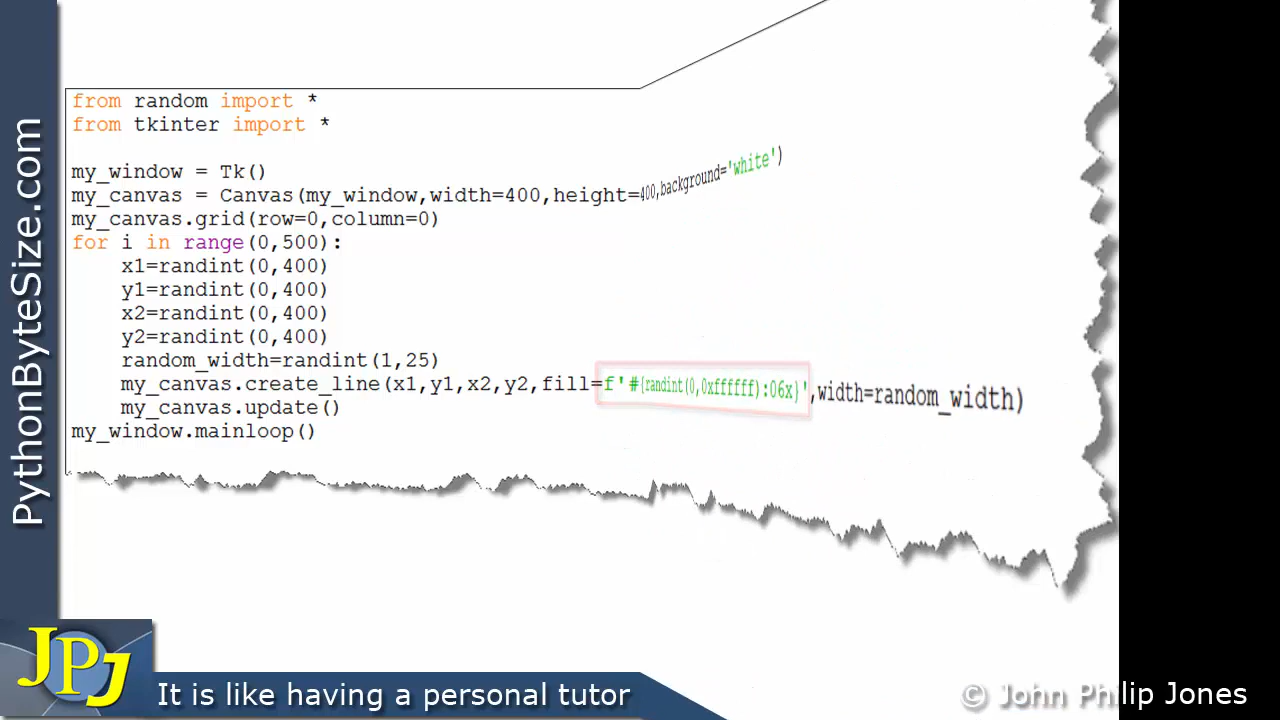 PythonByteSize.com
from random import *
from tkinter import *
my_window = Tk()
my_canvas = Canvas(my_window,width=400,height=400,background='white')
my_canvas.grid(row=0,column=0)
for i in range(0,500):
    x1=randint(0,400)
    y1=randint(0,400)
    x2=randint(0,400)
    y2=randint(0,400)
    random_width=randint(1,25)
    my_canvas.create_line(x1,y1,x2,y2,fill=f'#{randint(0,0xffffff):06x}',width=random_width)
    my_canvas.update()
my_window.mainloop()
JPJ
It is like having a personal tutor
© John Philip Jones